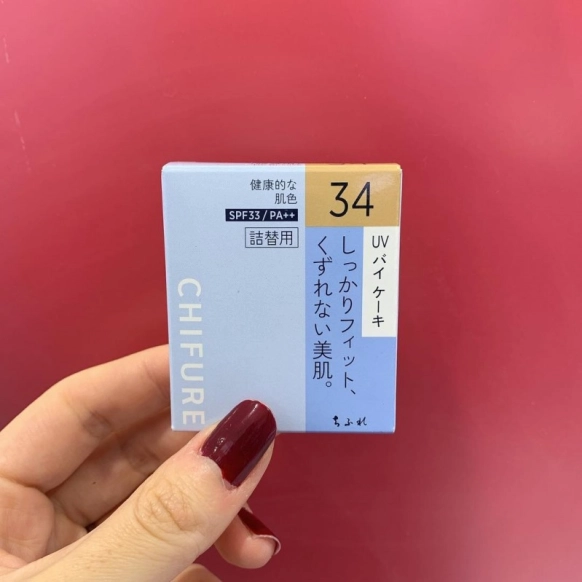 健康的な
肌色
SPF33 / PA++
詰替用
34
UV バイ ケーキ
しっかりフィット、
くずれない美肌。
CHIFURE
ちふれ